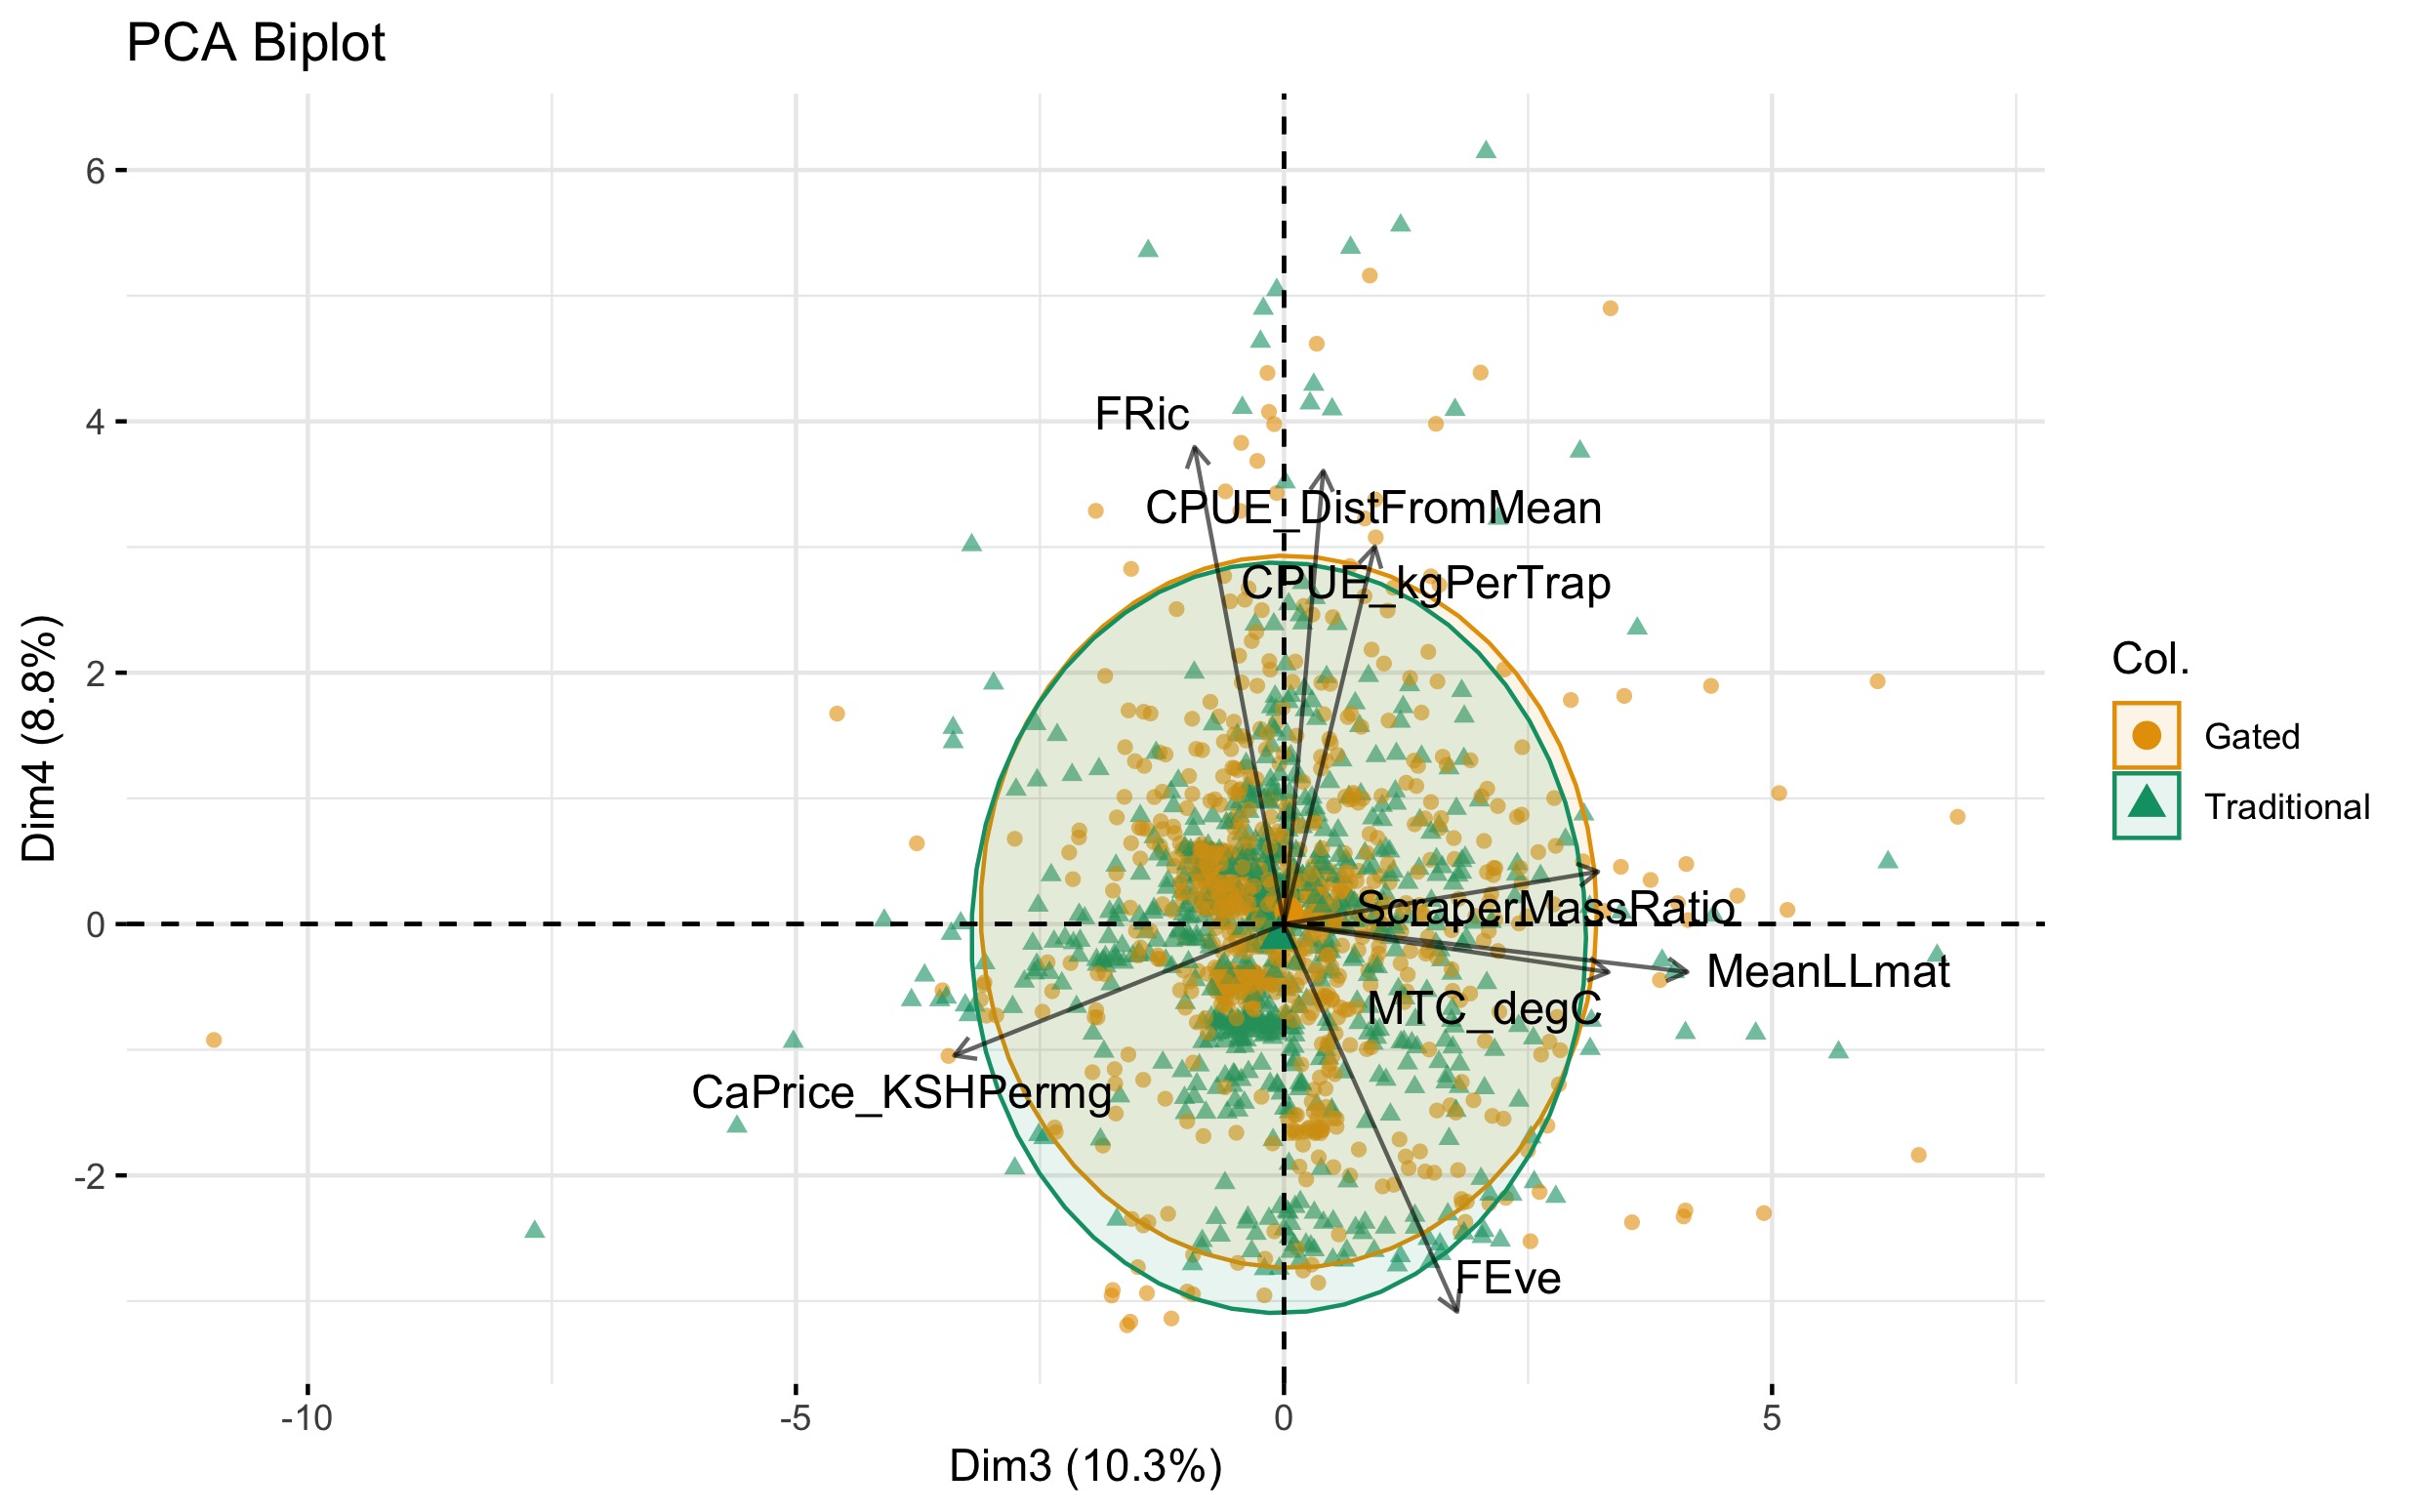 PCA Biplot
6
4
2
0
-2
Dim4 (8.8%)
FRic
CPUE_DistFromMean
CPUE_kgPerTrap
ScraperMassRatio
MeanLLmat
MTC_degC
CaPrice_KSHPermg
FEve
-10
-5
0
5
Dim3 (10.3%)
Col.
Gated
Traditional